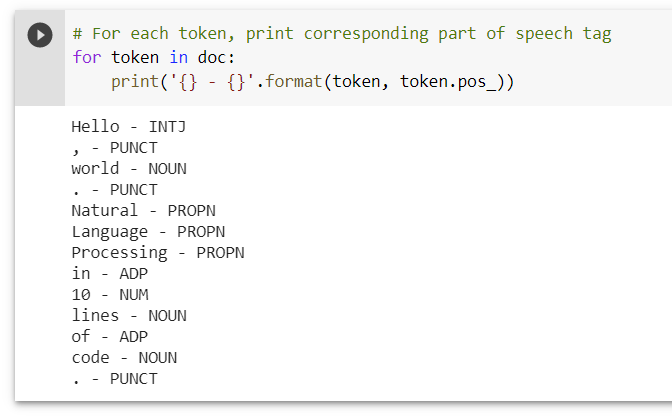 # For each token, print corresponding part of speech tag
for token in doc:
    print('{} - {}'.format(token, token.pos_))
Hello - INTJ
, - PUNCT
world - NOUN
. - PUNCT
Natural - PROPN
Language - PROPN
Processing - PROPN
in - ADP
10 - NUM
lines - NOUN
of - ADP
code - NOUN
. - PUNCT